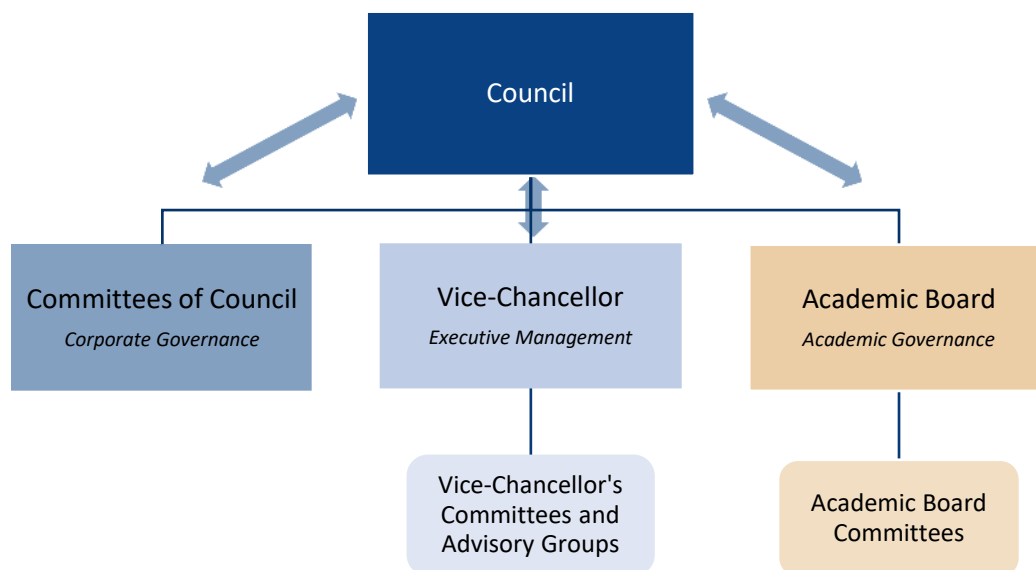 Council
Committees of Council
Corporate Governance
Vice-Chancellor
Executive Management
Academic Board
Academic Governance
Vice-Chancellor's
Committees and
Advisory Groups
Academic Board
Committees